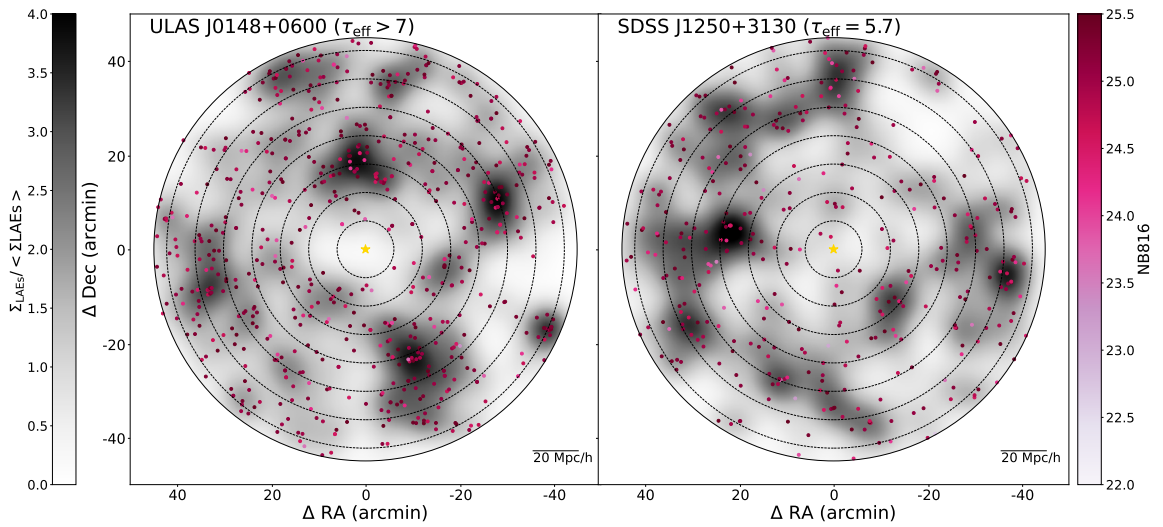 ULAS J0148+0600 (τeff > 7)
SDSS J1250+3130 (τeff = 5.7)
4.0
3.5
3.0
2.5
2.0
1.5
1.0
0.5
0.0
Σ_LAEs/< ΣLAEs >
40
20
0
-20
-40
Δ Dec (arcmin)
20 Mpc/h
20 Mpc/h
40 20 0 -20 -40
40 20 0 -20 -40
Δ RA (arcmin)
Δ RA (arcmin)
25.5
25.0
24.5
24.0
23.5
23.0
22.5
22.0
NB816